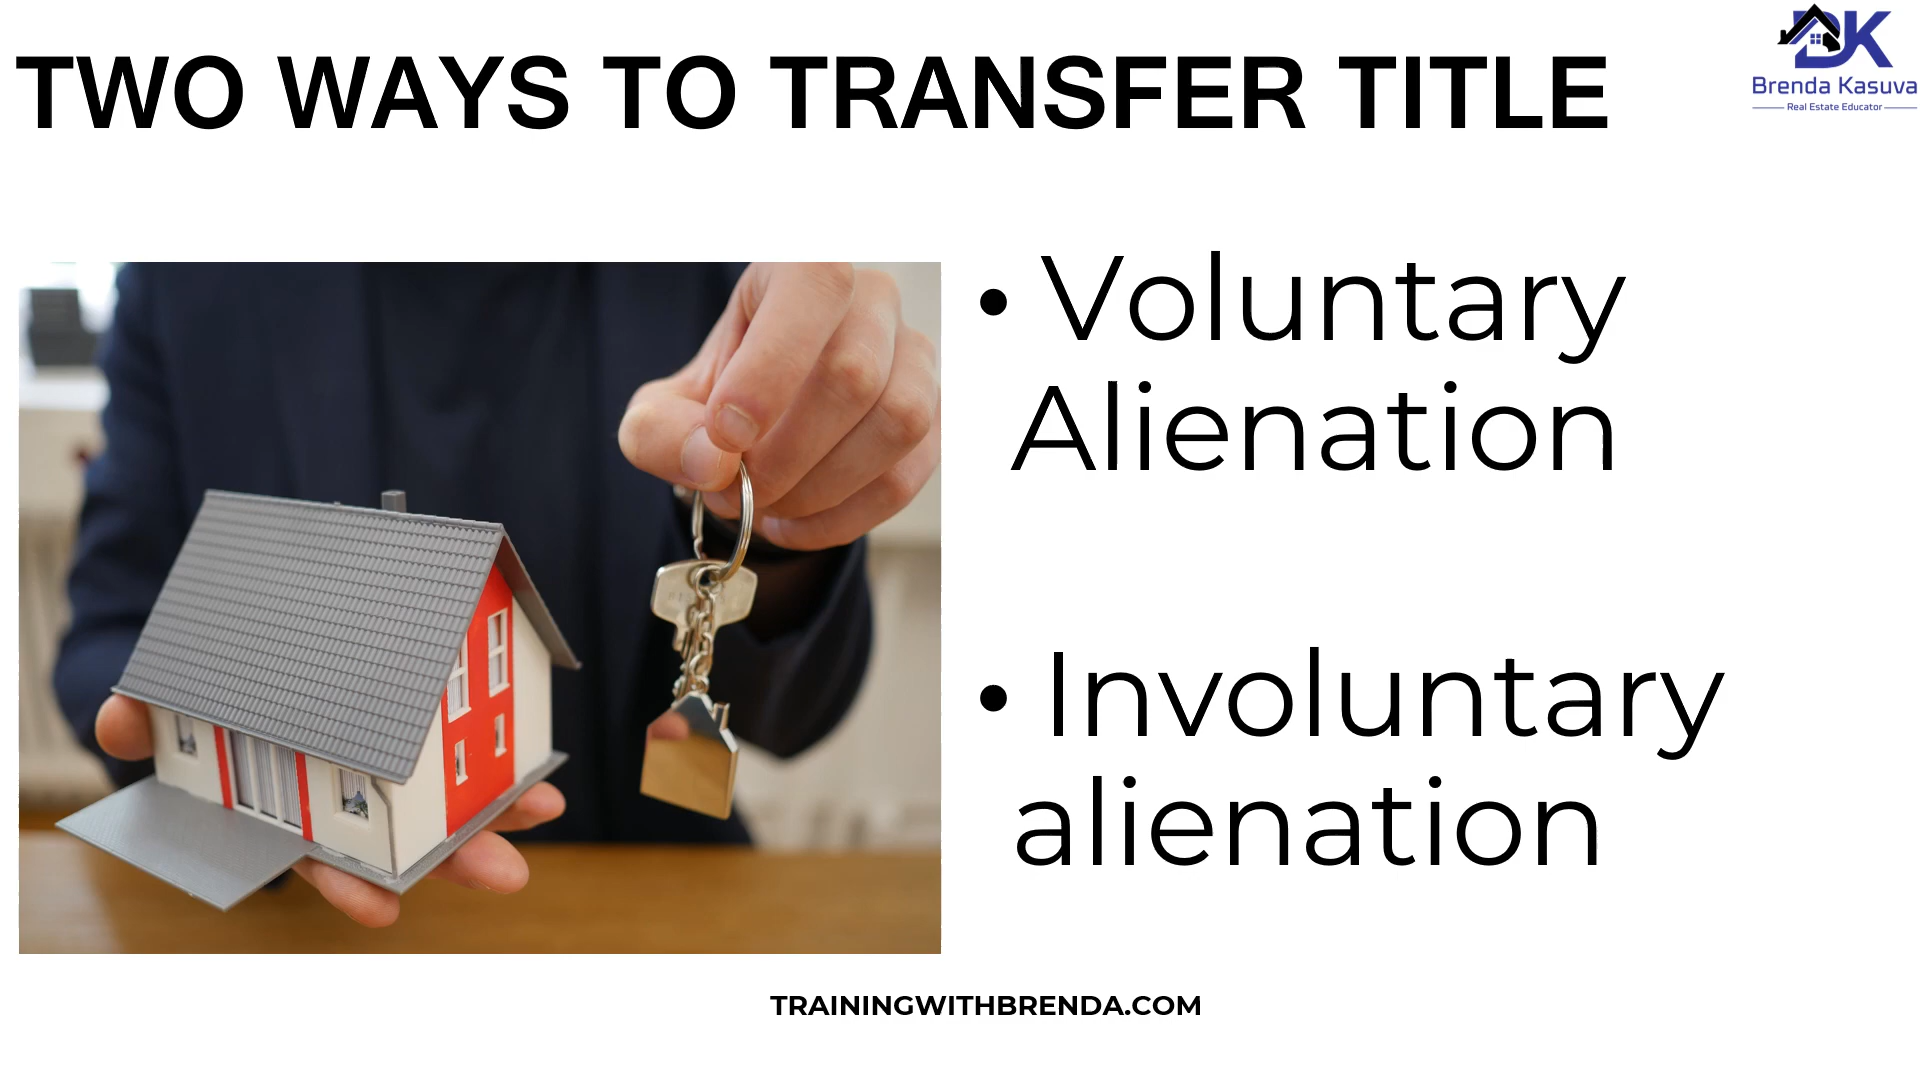 TWO WAYS TO TRANSFER TITLE
BK
Brenda Kasuva
Real Estate Educator
• Voluntary
Alienation
• Involuntary
alienation
TRAININGWITHBRENDA.COM